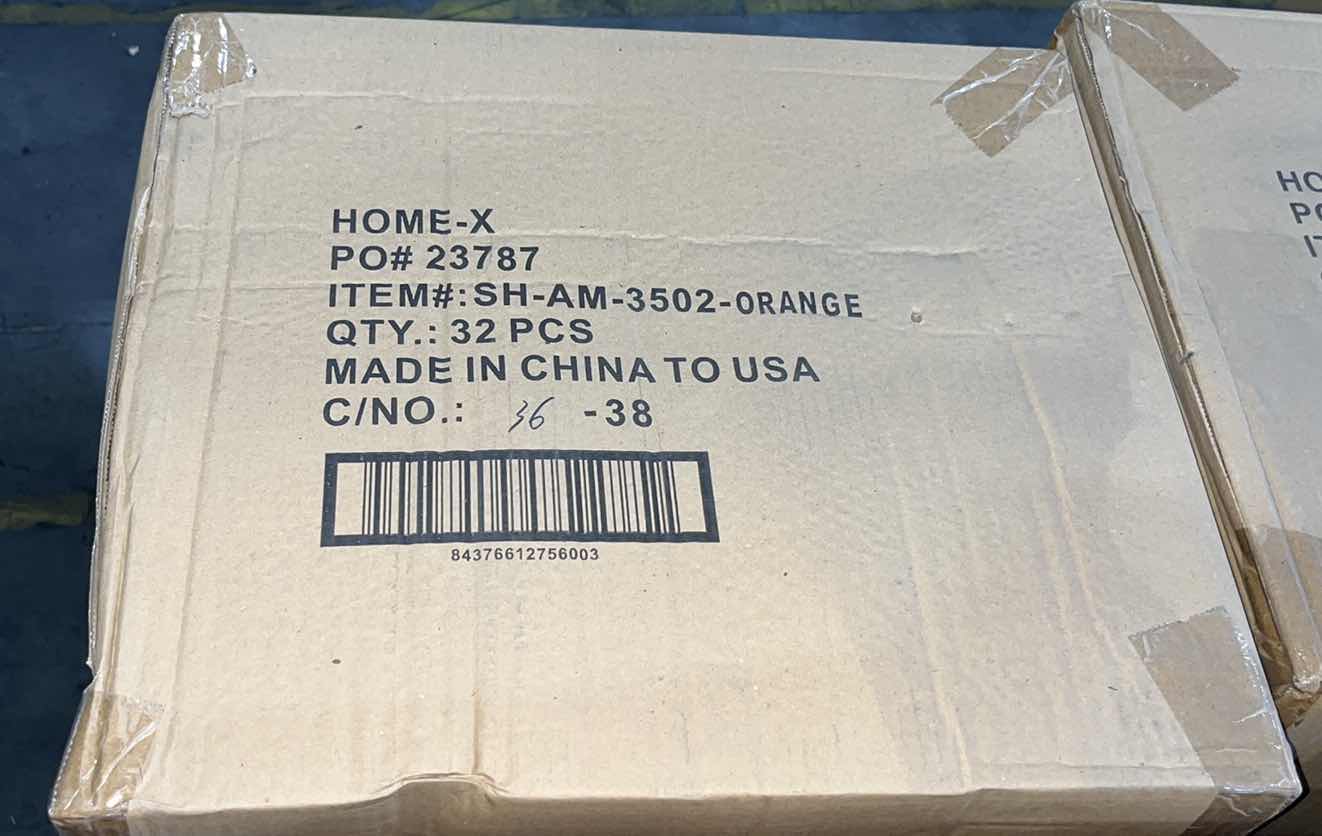 HOME-X
PO# 23787
ITEM#:SH-AM-3502-ORANGE
QTY.: 32 PCS
MADE IN CHINA TO USA
C/NO.: 36 -38
84376612756003
HO